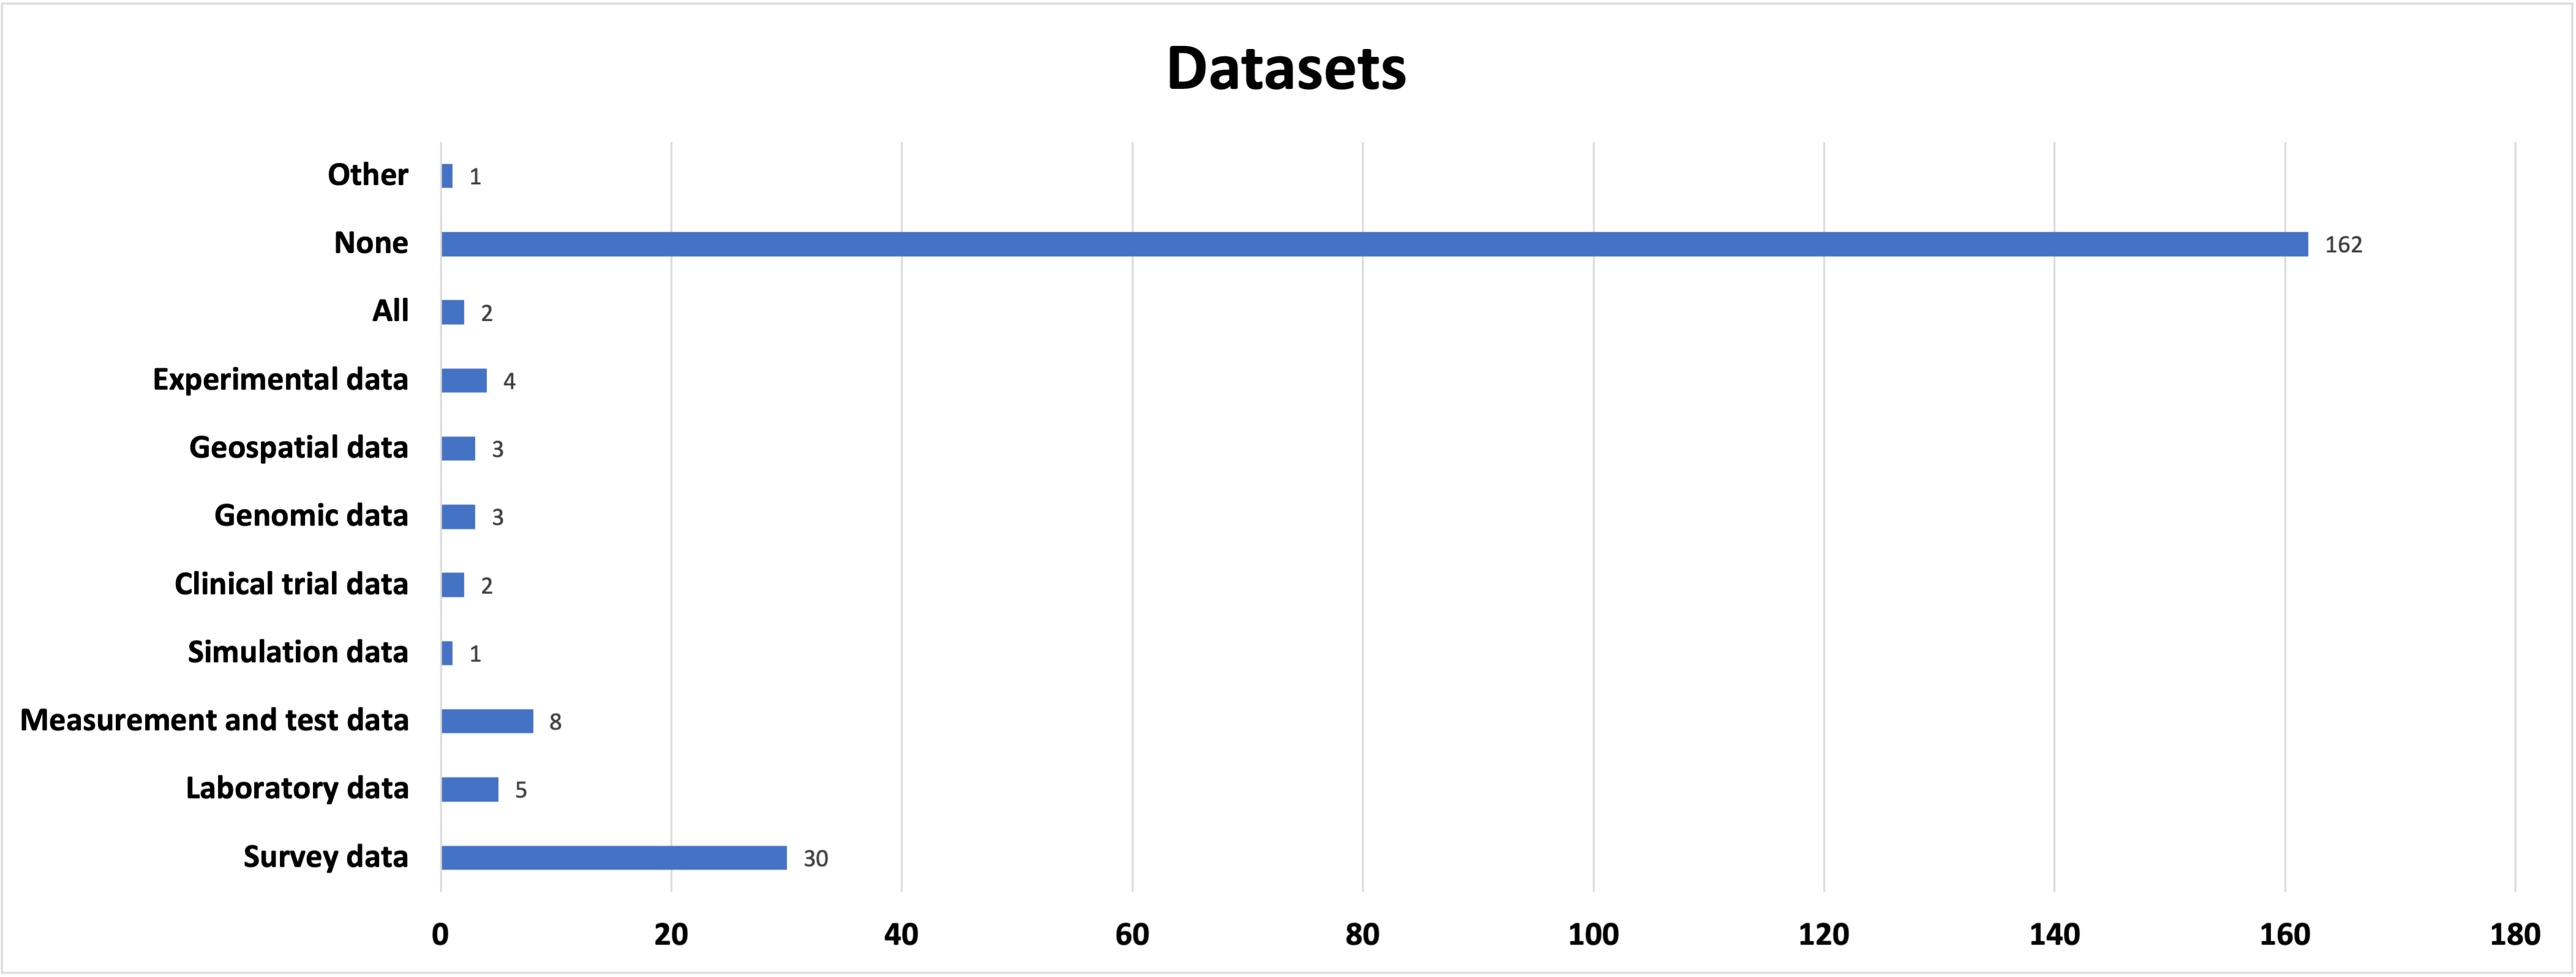 Datasets
Other 1
None 162
All 2
Experimental data 4
Geospatial data 3
Genomic data 3
Clinical trial data 2
Simulation data 1
Measurement and test data 8
Laboratory data 5
Survey data 30
0 20 40 60 80 100 120 140 160 180